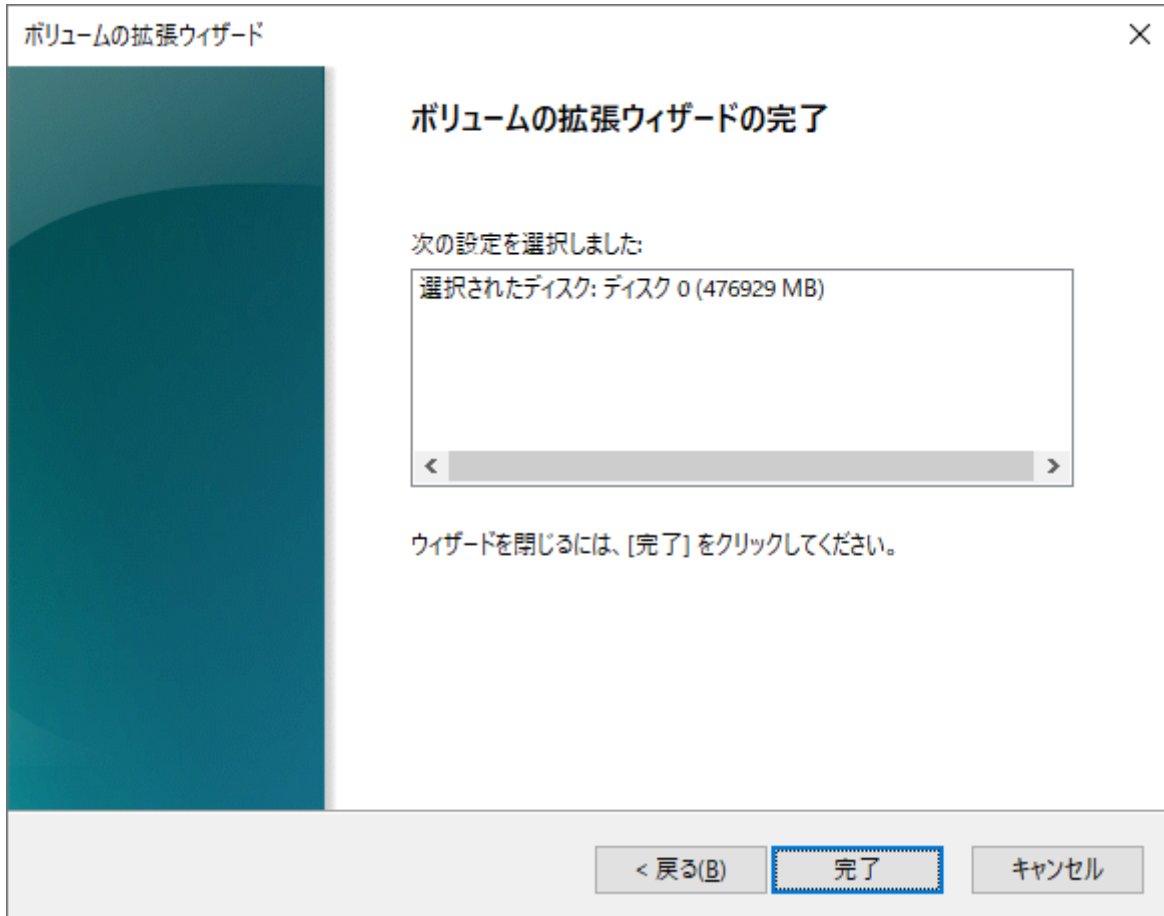 ボリュームの拡張ウィザード
ボリュームの拡張ウィザードの完了
次の設定を選択しました:
選択されたディスク: ディスク 0 (476929 MB)
ウィザードを閉じるには、[完了] をクリックしてください。
< 戻る(B)
完了
キャンセル